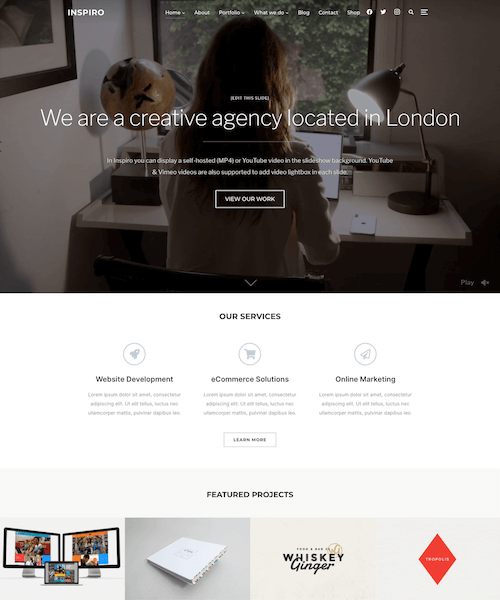 INSPIRO
Home About Portfolio What we do Blog Contact Shop
[EDIT THIS SLIDE]
We are a creative agency located in London
In Inspiro you can display a self-hosted (MP4) or YouTube video in the slideshow background. YouTube
& Vimeo videos are also supported to add video lightbox in each slide.
VIEW OUR WORK
Play
OUR SERVICES
Website Development
Lorem ipsum sit amet, consectetur
adipiscing elit. Ut elit tellus, luctus nec
ullamcorper mattis, pulvinar dapibus leo.
eCommerce Solutions
Lorem ipsum sit amet, consectetur
adipiscing elit. Ut elit tellus, luctus nec
ullamcorper mattis, pulvinar dapibus leo.
Online Marketing
Lorem ipsum sit amet, consectetur
adipiscing elit. Ut elit tellus, luctus nec
ullamcorper mattis, pulvinar dapibus leo.
LEARN MORE
FEATURED PROJECTS
FOOD & BAR
WHISKEY
Ginger
TROPOLIS